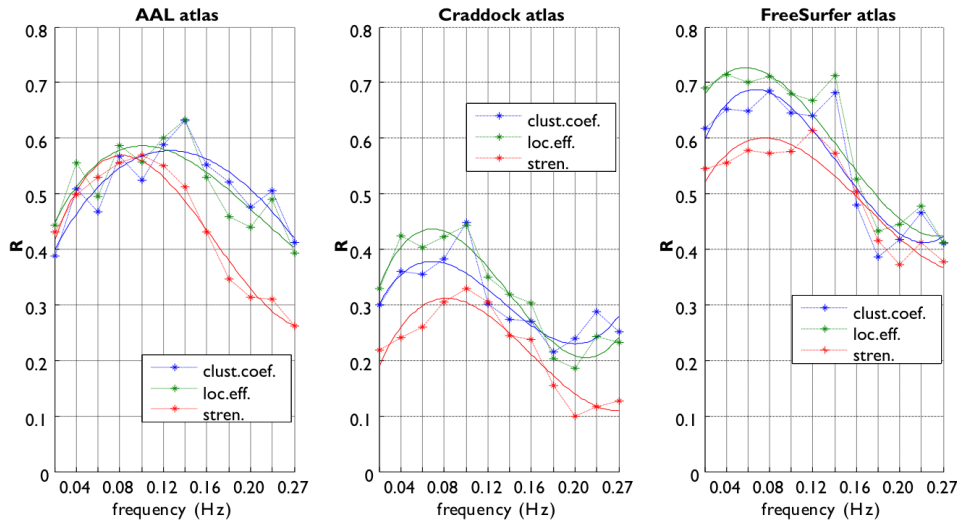 AAL atlas
0.8
0.7
0.6
0.5
0.4
0.3
0.2
0.1
0
R
clust.coef.
loc.eff.
stren.
0.04 0.08 0.12 0.16 0.20 0.27
frequency (Hz)
Craddock atlas
0.8
0.7
0.6
0.5
0.4
0.3
0.2
0.1
0
R
clust.coef.
loc.eff.
stren.
0.04 0.08 0.12 0.16 0.20 0.27
frequency (Hz)
FreeSurfer atlas
0.8
0.7
0.6
0.5
0.4
0.3
0.2
0.1
0
R
clust.coef.
loc.eff.
stren.
0.04 0.08 0.12 0.16 0.20 0.27
frequency (Hz)